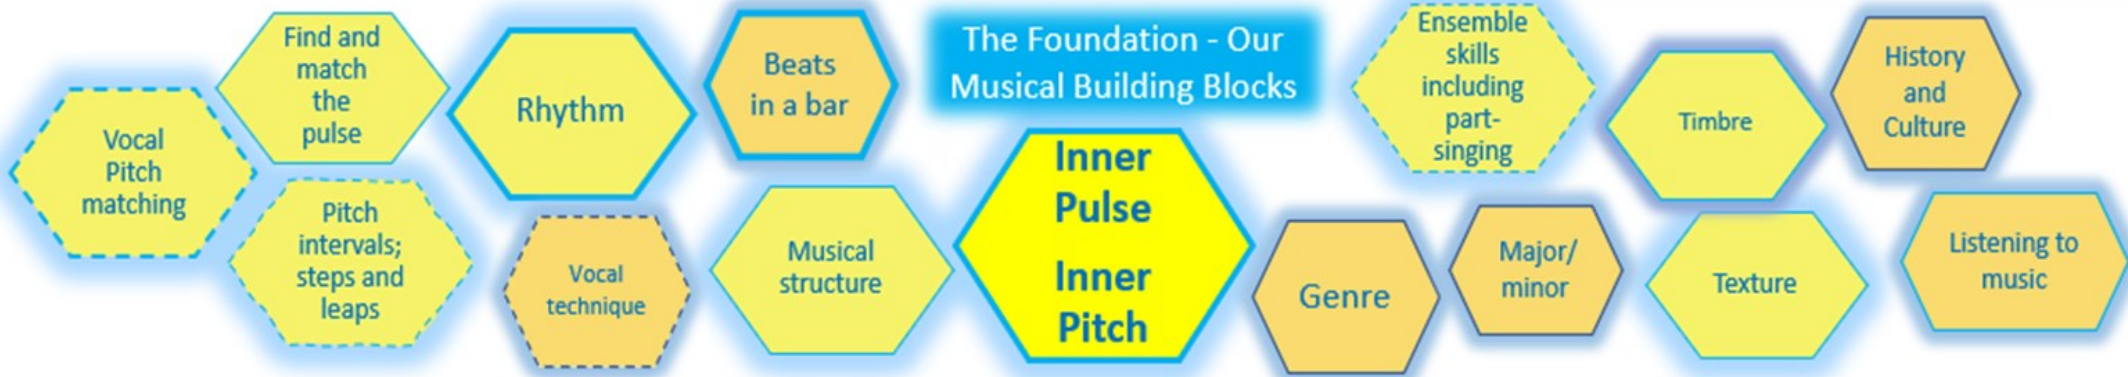 Vocal
Pitch
matching
Find and
match
the
pulse
Pitch
intervals;
steps and
leaps
Rhythm
Vocal
technique
Beats
in a bar
Musical
structure
The Foundation - Our
Musical Building Blocks
Inner
Pulse
Inner
Pitch
Genre
Ensemble
skills
including
part-
singing
Major/
minor
Timbre
Texture
History
and
Culture
Listening to
music